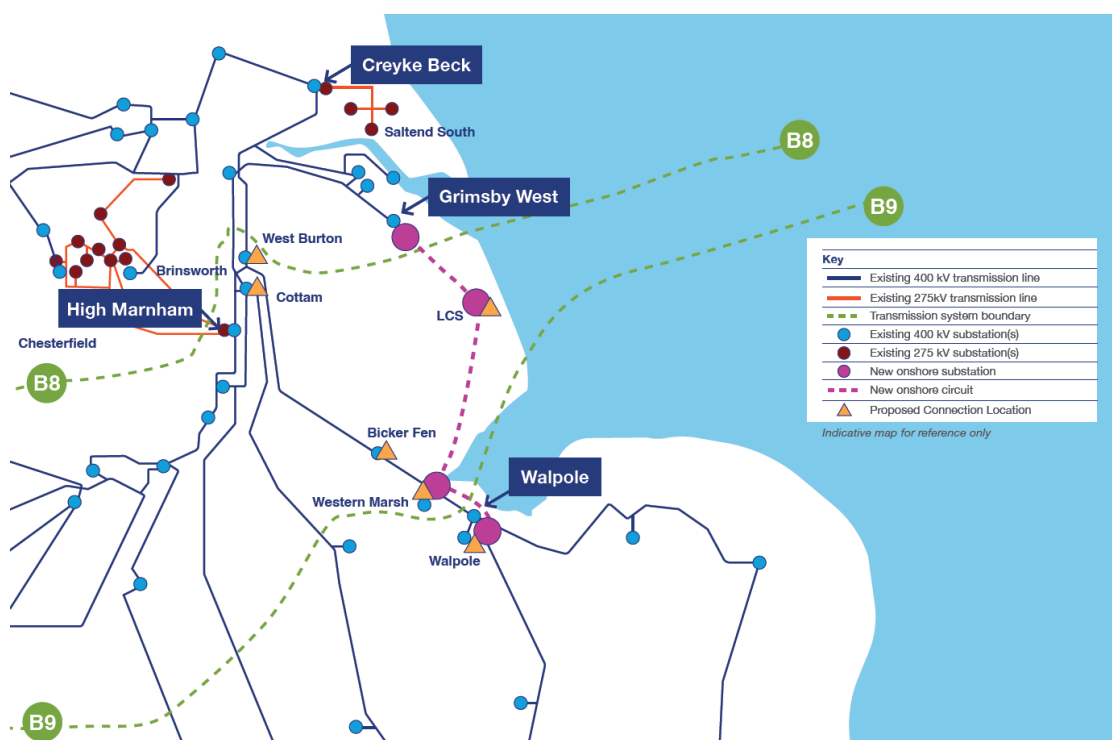 Creyke Beck
Saltend South
B8
Grimsby West
B9
West Burton
Brinsworth
Cottam
High Marnham
LCS
Chesterfield
B8
Key
Existing 400 kV transmission line
Existing 275kV transmission line
Transmission system boundary
Existing 400 kV substation(s)
Existing 275 kV substation(s)
New onshore substation
New onshore circuit
Proposed Connection Location
Indicative map for reference only
Bicker Fen
Walpole
Western Marsh
Walpole
B9